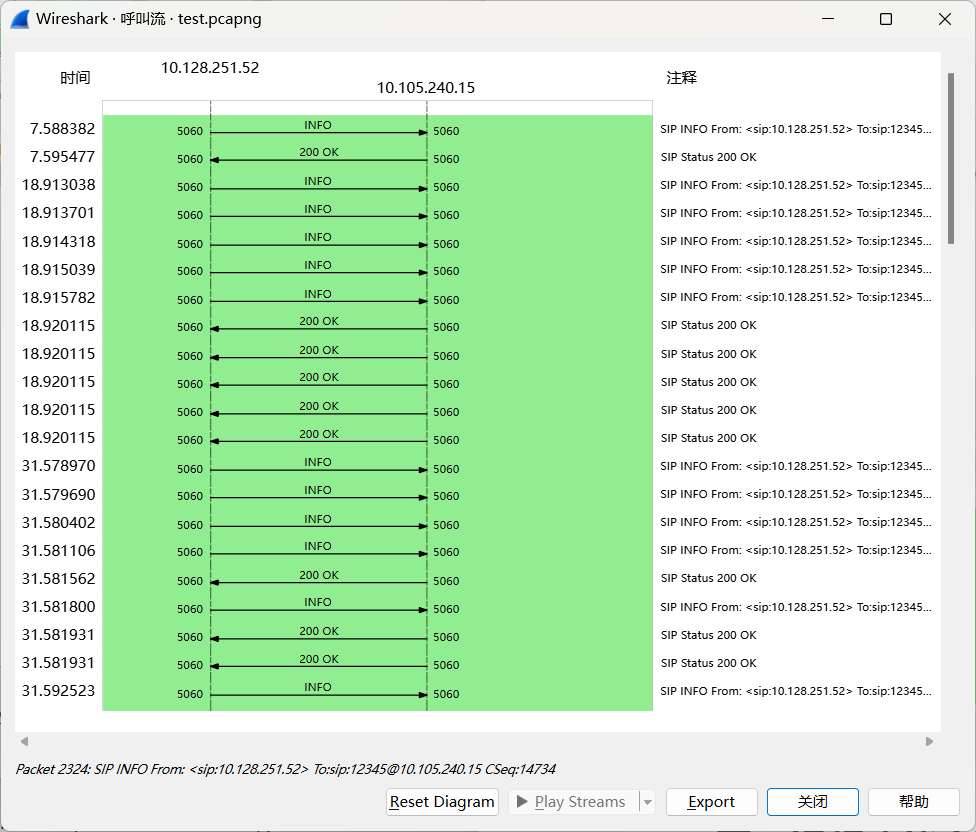 Wireshark · 呼叫流 · test.pcapng
时间 10.128.251.52 10.105.240.15 注释
7.588382 5060 INFO 5060 SIP INFO From: <sip:10.128.251.52> To:sip:12345...
7.595477 5060 200 OK 5060 SIP Status 200 OK
18.913038 5060 INFO 5060 SIP INFO From: <sip:10.128.251.52> To:sip:12345...
18.913701 5060 INFO 5060 SIP INFO From: <sip:10.128.251.52> To:sip:12345...
18.914318 5060 INFO 5060 SIP INFO From: <sip:10.128.251.52> To:sip:12345...
18.915039 5060 INFO 5060 SIP INFO From: <sip:10.128.251.52> To:sip:12345...
18.915782 5060 INFO 5060 SIP INFO From: <sip:10.128.251.52> To:sip:12345...
18.920115 5060 200 OK 5060 SIP Status 200 OK
18.920115 5060 200 OK 5060 SIP Status 200 OK
18.920115 5060 200 OK 5060 SIP Status 200 OK
18.920115 5060 200 OK 5060 SIP Status 200 OK
18.920115 5060 200 OK 5060 SIP Status 200 OK
31.578970 5060 INFO 5060 SIP INFO From: <sip:10.128.251.52> To:sip:12345...
31.579690 5060 INFO 5060 SIP INFO From: <sip:10.128.251.52> To:sip:12345...
31.580402 5060 INFO 5060 SIP INFO From: <sip:10.128.251.52> To:sip:12345...
31.581106 5060 INFO 5060 SIP INFO From: <sip:10.128.251.52> To:sip:12345...
31.581562 5060 200 OK 5060 SIP Status 200 OK
31.581800 5060 INFO 5060 SIP INFO From: <sip:10.128.251.52> To:sip:12345...
31.581931 5060 200 OK 5060 SIP Status 200 OK
31.581931 5060 200 OK 5060 SIP Status 200 OK
31.592523 5060 INFO 5060 SIP INFO From: <sip:10.128.251.52> To:sip:12345...
Packet 2324: SIP INFO From: <sip:10.128.251.52> To:sip:12345@10.105.240.15 CSeq:14734
Reset Diagram Play Streams Export 关闭 帮助